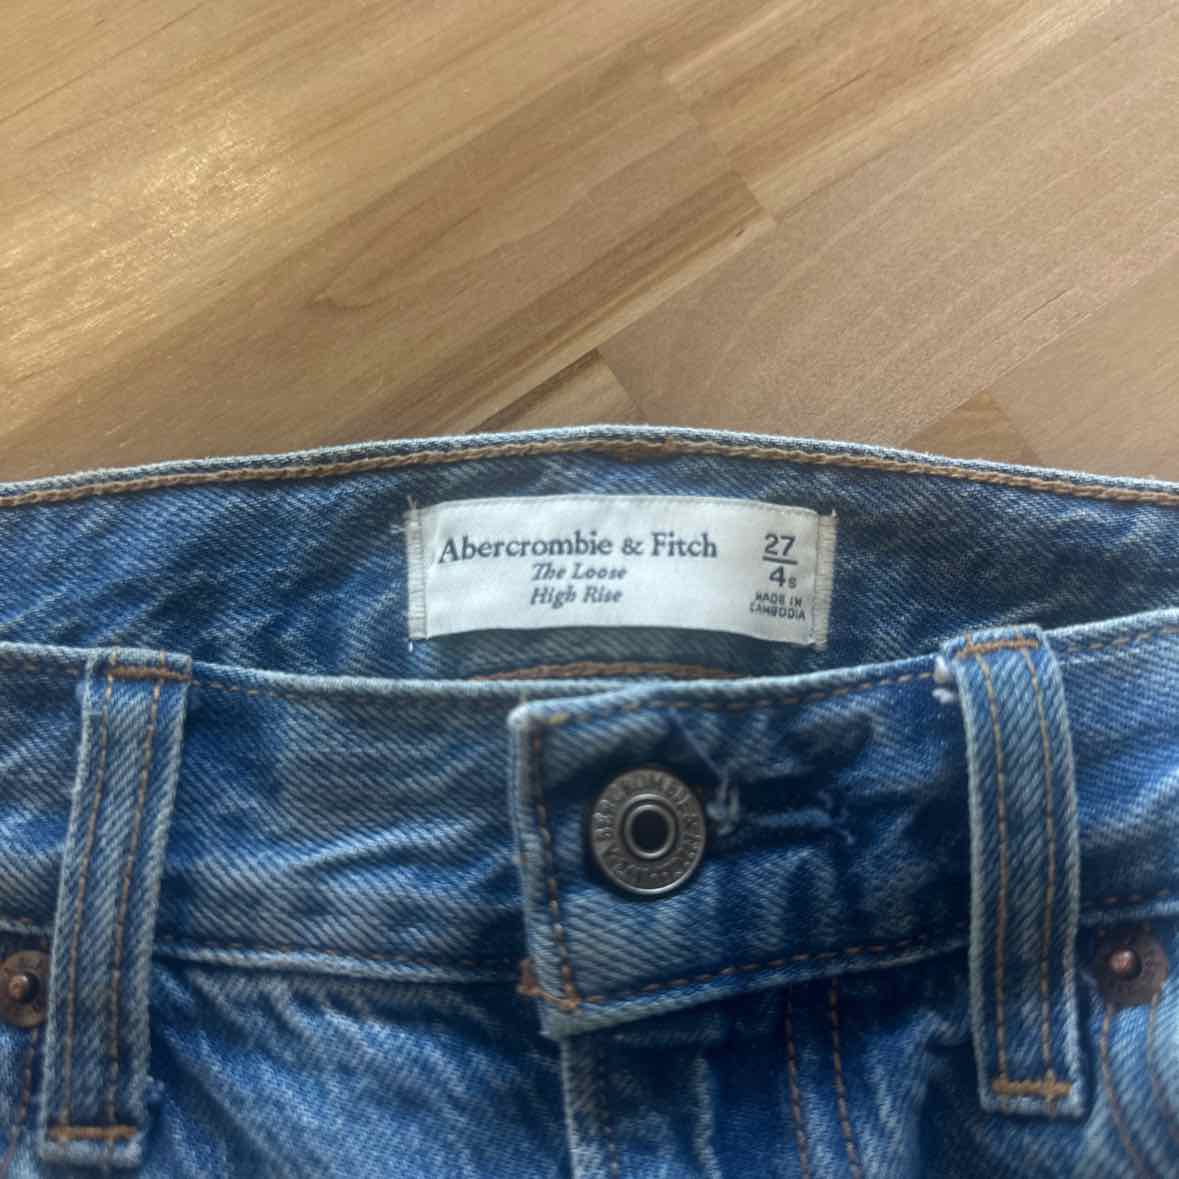 Abercrombie & Fitch
The Loose
High Rise
27
4s
MADE IN
CAMBODIA